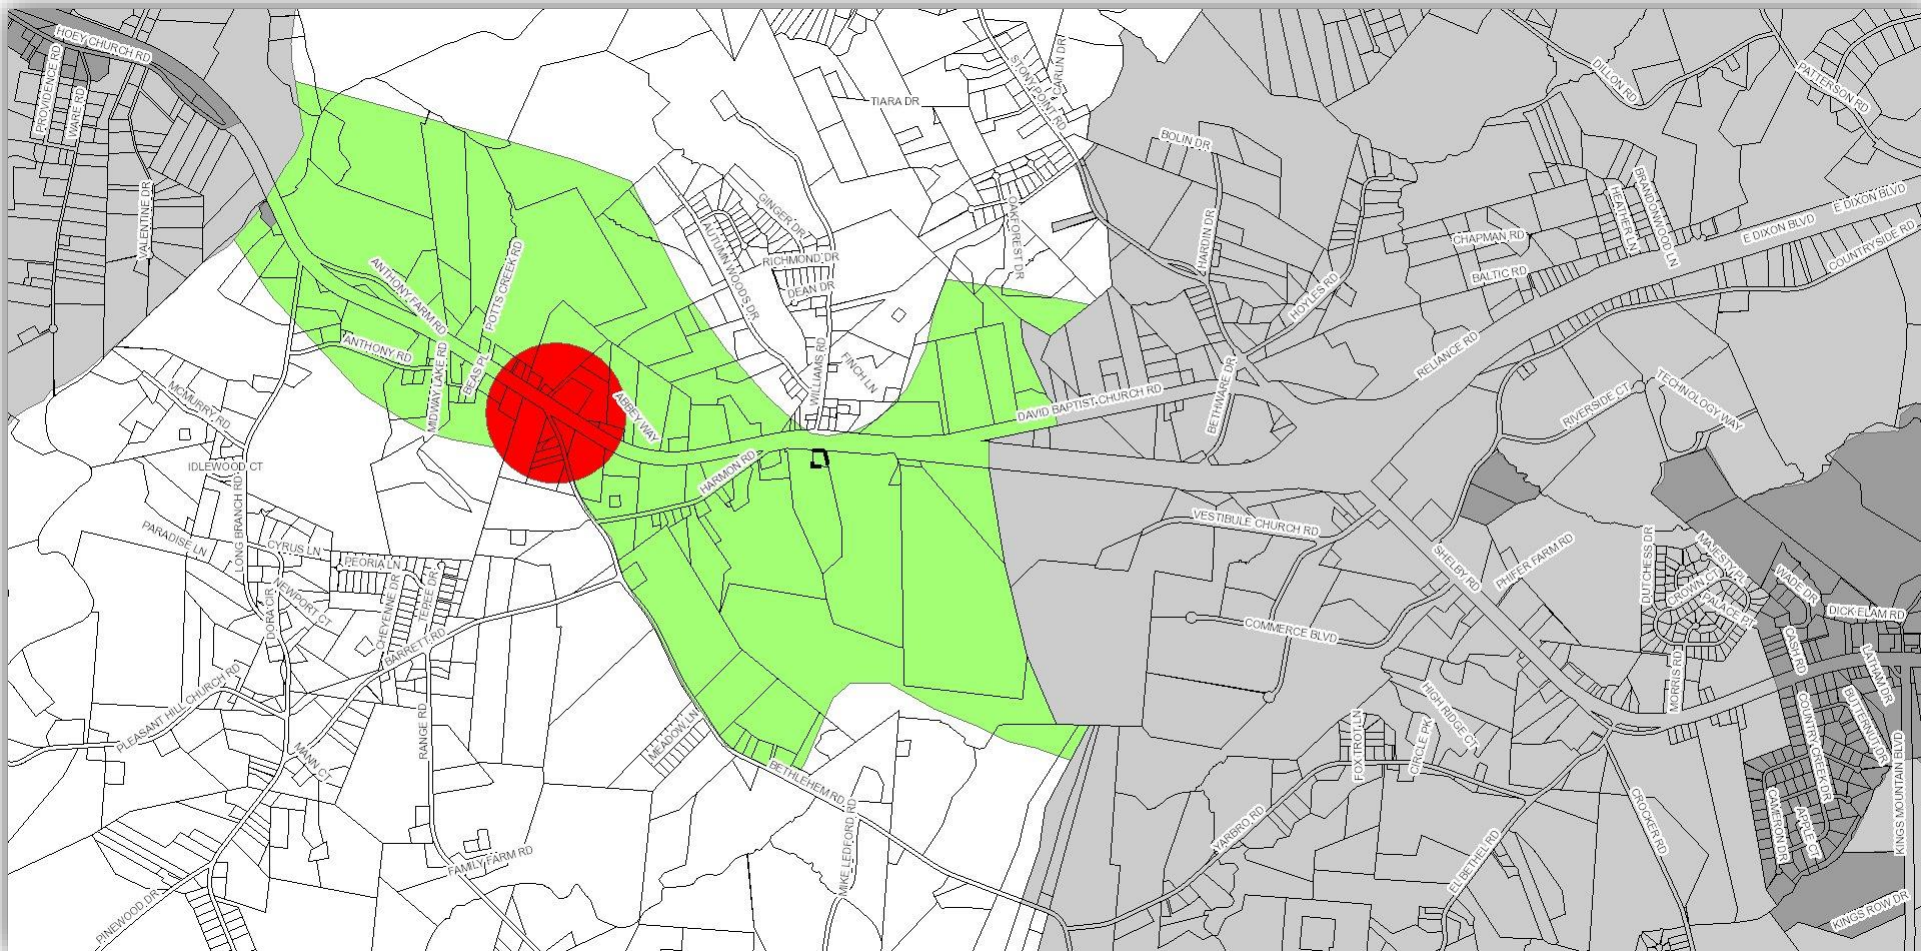 HOEY CHURCH RD
PROVIDENCE RD
WARE RD
VALENTINE DR
CARLIN DR
STONY POINT RD
TIARA DR
DILLON RD
PATTERSON RD
BOLIN DR
GINGER DR
AUTUMN WOODS DR
RICHMOND DR
DEAN DR
OAKFOREST DR
HARDIN DR
BRANDONWOOD LN
HEATHER LN
E DIXON BLVD
E DIXON BLVD
CHAPMAN RD
COUNTRYSIDE RD
BALTIC RD
HOYLES RD
POTTS CREEK RD
ANTHONY FARM RD
ANTHONY RD
MIDWAY LAKE RD
BEAS PL
ABBEY WAY
WILLIAMS RD
FINCH LN
RELIANCE RD
DAVID BAPTIST CHURCH RD
BETHWARE DR
RIVERSIDE CT
TECHNOLOGY WAY
MCMURRY RD
IDLEWOOD CT
HARMON RD
LONG BRANCH RD
PARADISE LN
CYRUS LN
PEORIA LN
NEWPORT CT
DORA CIR
CHEYENNE DR
TEPEE DR
BARRETT RD
VESTIBULE CHURCH RD
SHELBY RD
PHIFER FARM RD
DUTCHESS DR
MAJESTY PL
CROWN CT
PALACE PT
WADE DR
DICK ELAM RD
COMMERCE BLVD
CASH RD
LATHAM DR
MORRIS RD
PLEASANT HILL CHURCH RD
MANN CT
RANGE RD
MEADOW LN
BETHLEHEM RD
HIGH RIDGE CT
FOXTROT LN
CIRCLE PK
COUNTRY CREEK DR
BUTTERNUT DR
KINGS MOUNTAIN BLVD
CAMERON DR
APPLE CT
CROCKER RD
YARBRO RD
EL BETHEL RD
MIKE LEDFORD RD
FAMILY FARM RD
PINEWOOD DR
KINGS ROW DR